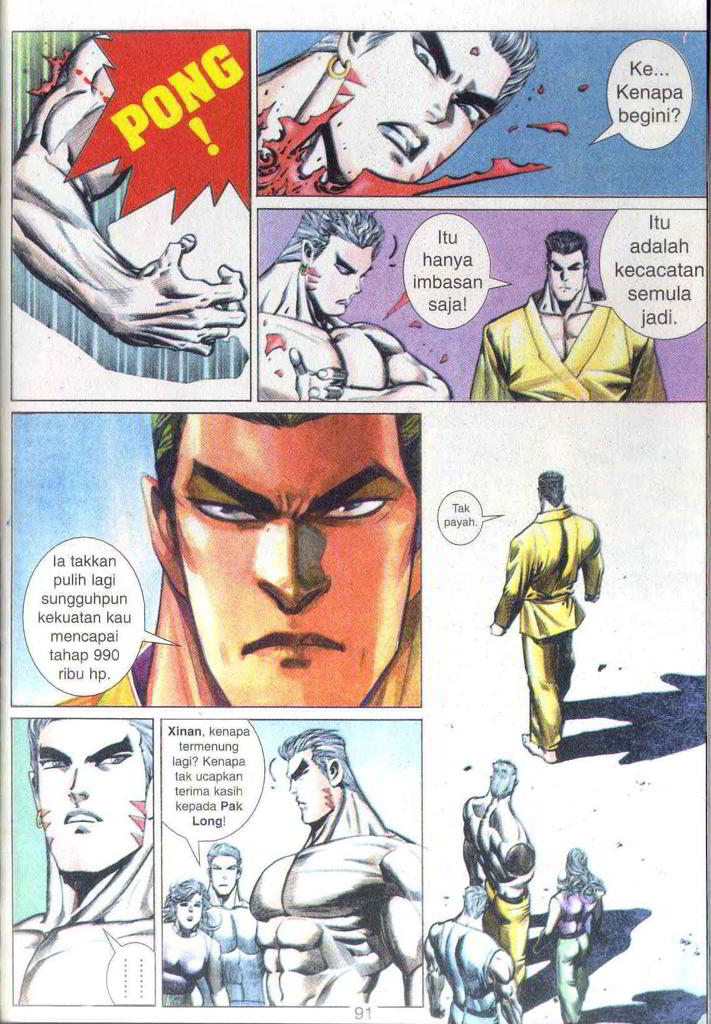 PONG
!
Ke...
Kenapa
begini?
Itu
hanya
imbasan
saja!
Itu
adalah
kecacatan
semula
jadi.
Ia takkan
pulih lagi
sungguhpun
kekuatan kau
mencapai
tahap 990
ribu hp.
Tak
payah.
Xinan, kenapa
termenung
lagi? Kenapa
tak ucapkan
terima kasih
kepada Pak
Long!
91